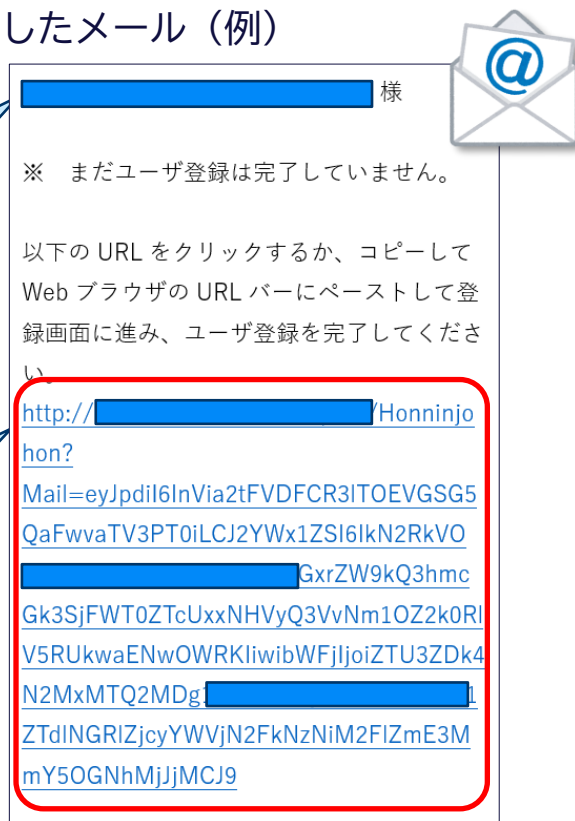 したメール（例）
@
様
※　まだユーザ登録は完了していません。
以下の URL をクリックするか、コピーして
Web ブラウザの URL バーにペーストして登
録画面に進み、ユーザ登録を完了してくださ
い。
http:// /Honninjo
hon?
Mail=eyJpdiI6InVia2tFVDFCR3lTOEVGSG5
QaFwvaTV3PT0iLCJ2YWx1ZSI6IkN2RkVO
GxrZW9kQ3hmc
Gk3SjFWT0ZTcUxxNHVyQ3VvNm1OZ2k0Rl
V5RUkwaENwOWRKIiwibWFjIjoiZTU3ZDk4
N2MxMTQ2MDg1 1
ZTdlNGRlZjcyYWVjN2FkNzNiM2FlZmE3M
mY5OGNhMjJjMCJ9